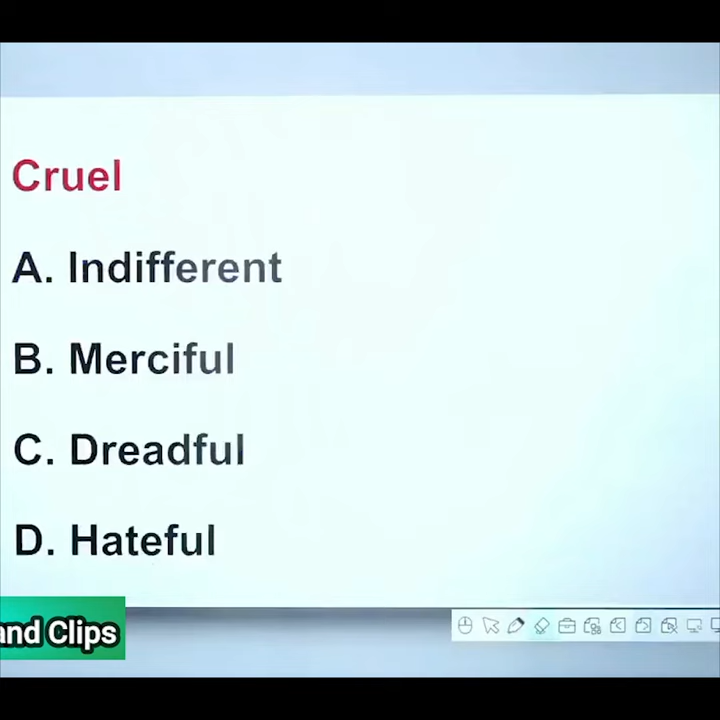 Cruel
A. Indifferent
B. Merciful
C. Dreadful
D. Hateful
and Clips